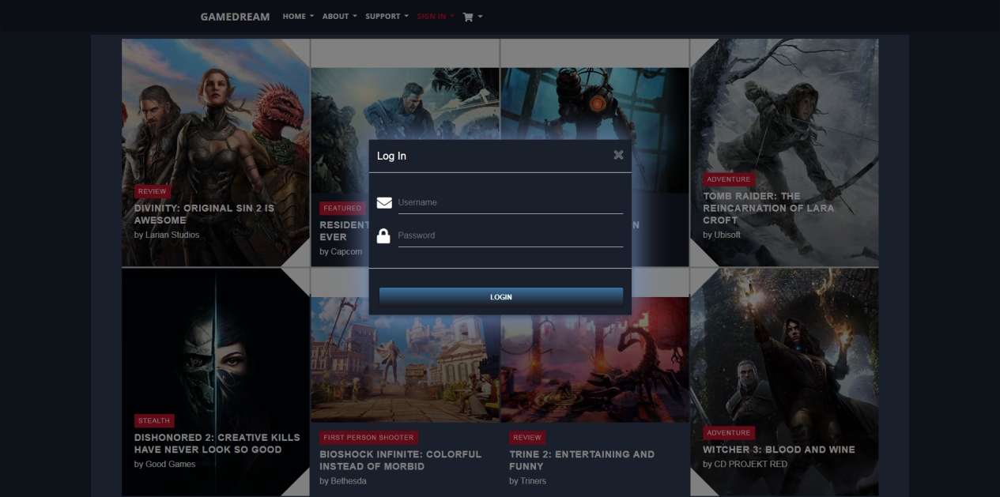 GAMEDREAM HOME ABOUT SUPPORT SIGN IN
Log In
Username
Password
LOGIN
REVIEW
DIVINITY: ORIGINAL SIN 2 IS
AWESOME
by Larian Studios
FEATURED
RESIDENT
EVER
by Capcom
N
ADVENTURE
TOMB RAIDER: THE
REINCARNATION OF LARA
CROFT
by Ubisoft
STEALTH
DISHONORED 2: CREATIVE KILLS
HAVE NEVER LOOK SO GOOD
by Good Games
FIRST PERSON SHOOTER
BIOSHOCK INFINITE: COLORFUL
INSTEAD OF MORBID
by Bethesda
REVIEW
TRINE 2: ENTERTAINING AND
FUNNY
by Triners
ADVENTURE
WITCHER 3: BLOOD AND WINE
by CD PROJEKT RED